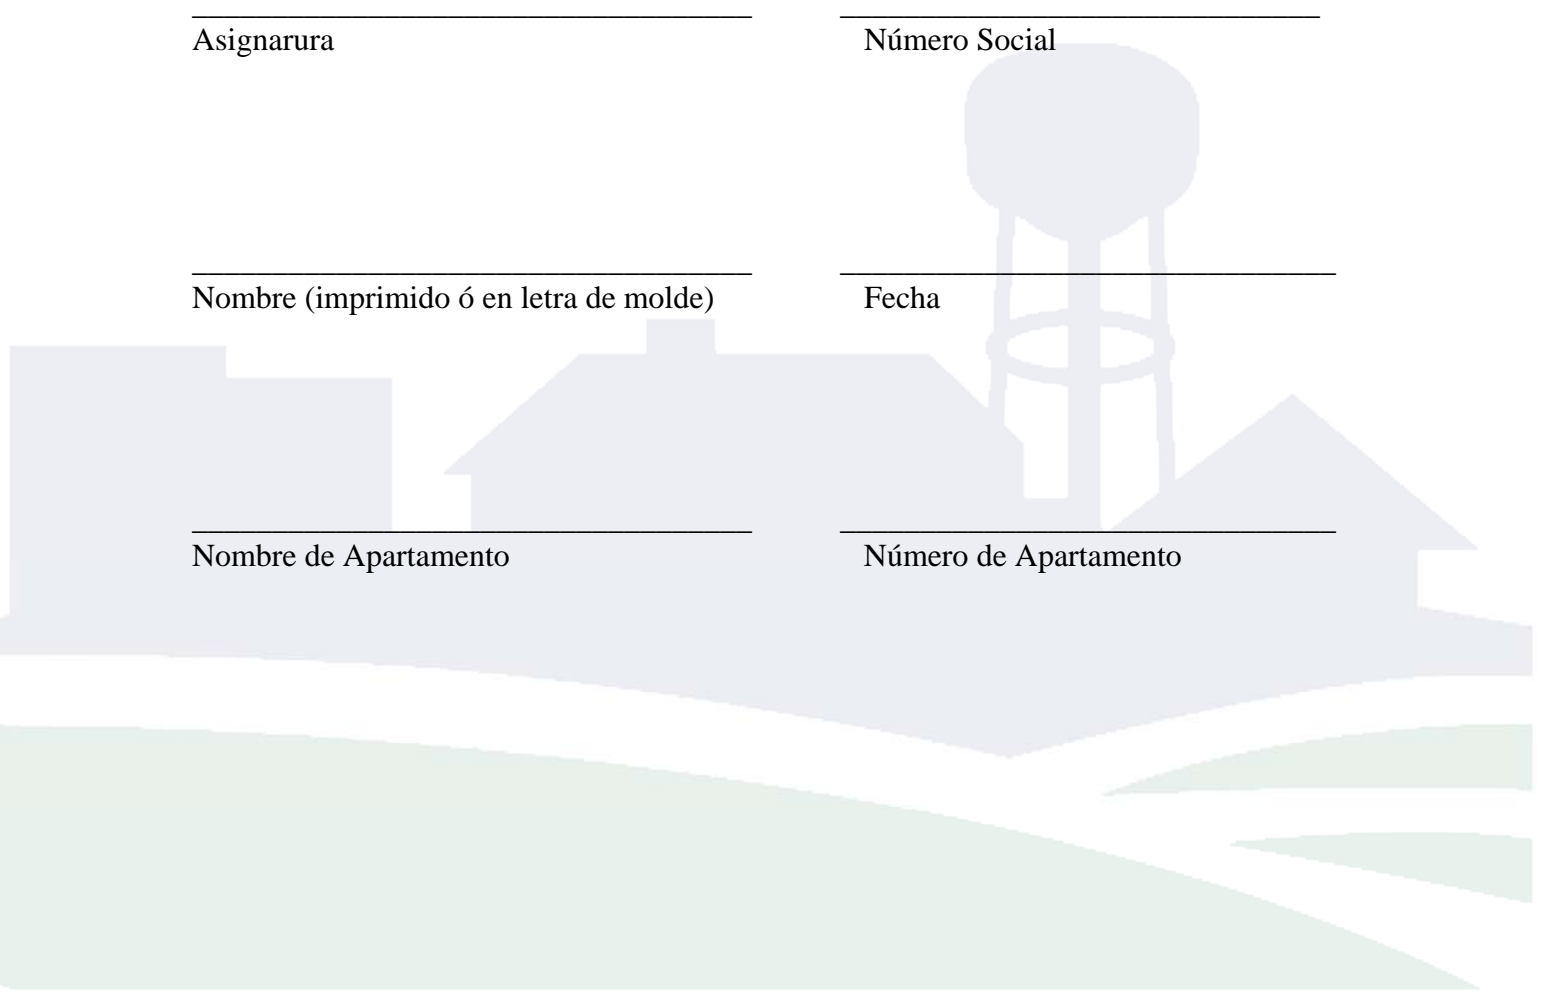 Asignarura Número Social
Nombre (imprimido ó en letra de molde) Fecha
Nombre de Apartamento Número de Apartamento